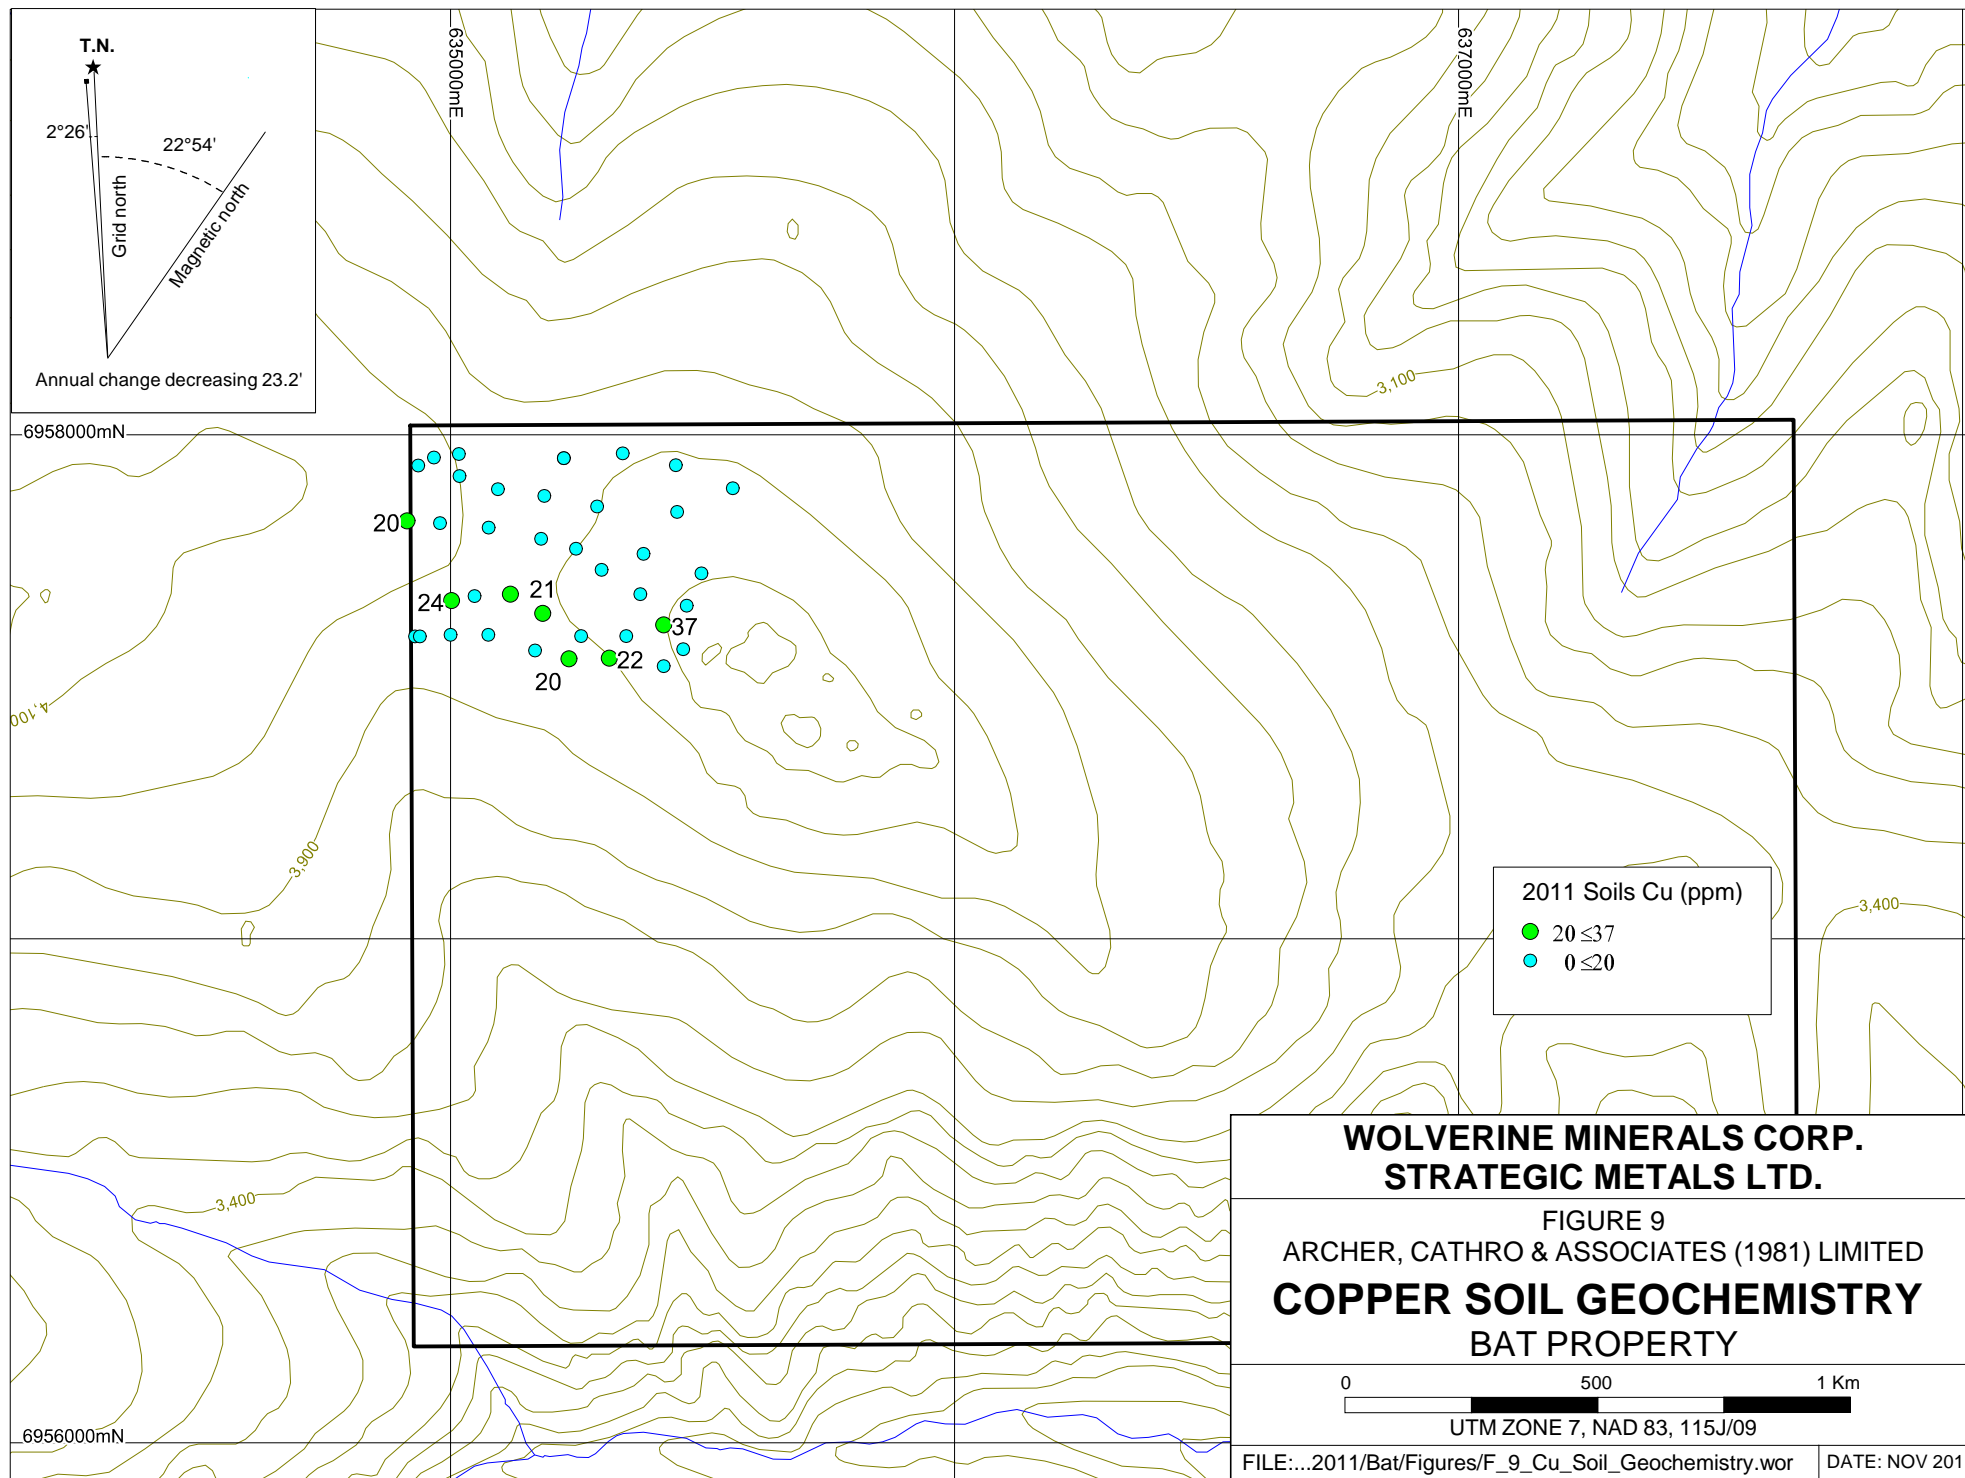 T.N.
2°26'
22°54'
Grid north
Magnetic north
Annual change decreasing 23.2'
635000mE
637000mE
3,100
6958000mN
20
24
21
37
22
20
4,100
3,900
2011 Soils Cu (ppm)
20 ≤37
0 ≤20
3,400
3,400
WOLVERINE MINERALS CORP.
STRATEGIC METALS LTD.
FIGURE 9
ARCHER, CATHRO & ASSOCIATES (1981) LIMITED
COPPER SOIL GEOCHEMISTRY
BAT PROPERTY
0 500 1 Km
UTM ZONE 7, NAD 83, 115J/09
6956000mN
FILE:...2011/Bat/Figures/F_9_Cu_Soil_Geochemistry.wor
DATE: NOV 201